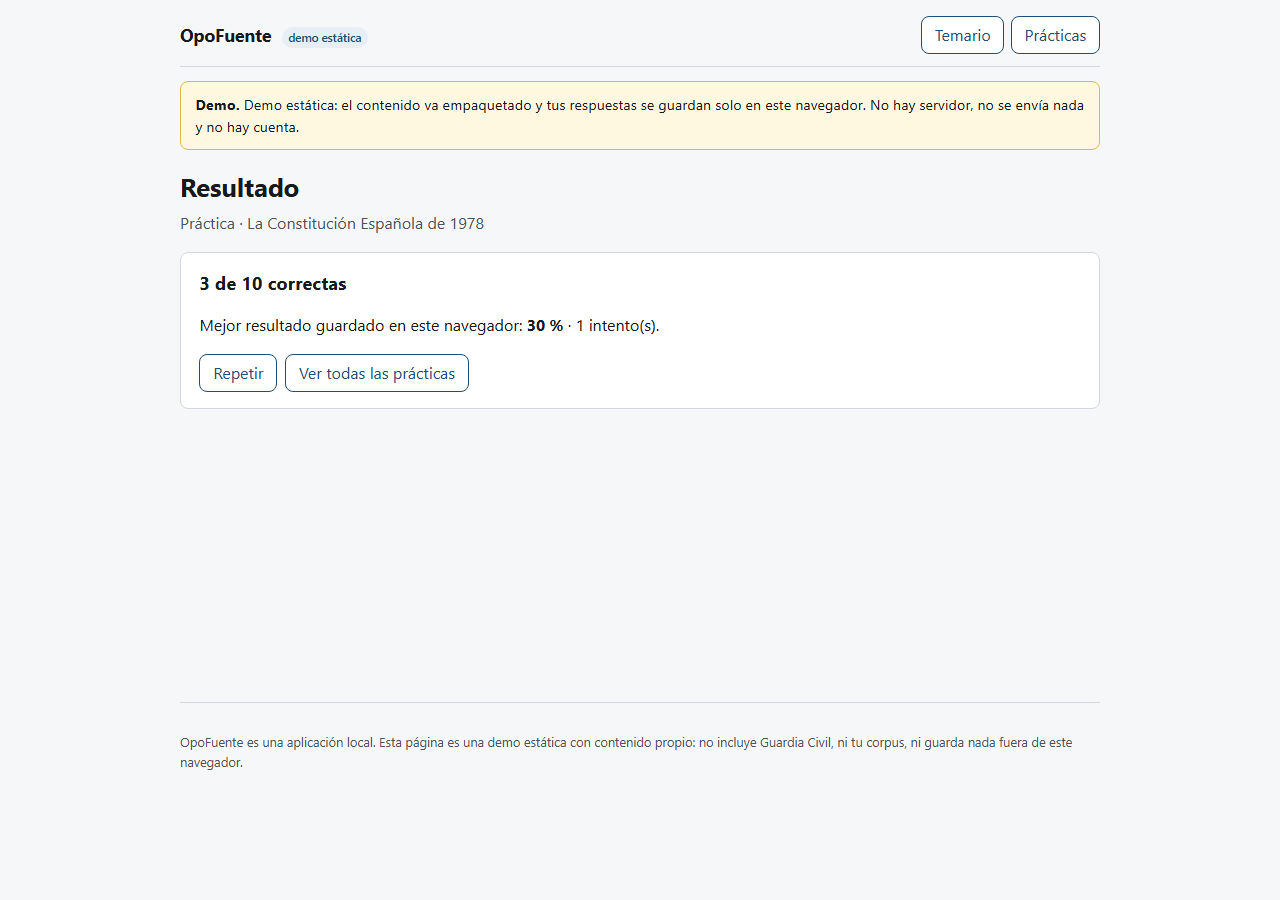 OpoFuente demo estática Temario Prácticas
Demo. Demo estática: el contenido va empaquetado y tus respuestas se guardan solo en este navegador. No hay servidor, no se envía nada
y no hay cuenta.
Resultado
Práctica · La Constitución Española de 1978
3 de 10 correctas
Mejor resultado guardado en este navegador: 30 % · 1 intento(s).
Repetir Ver todas las prácticas
OpoFuente es una aplicación local. Esta página es una demo estática con contenido propio: no incluye Guardia Civil, ni tu corpus, ni guarda nada fuera de este
navegador.